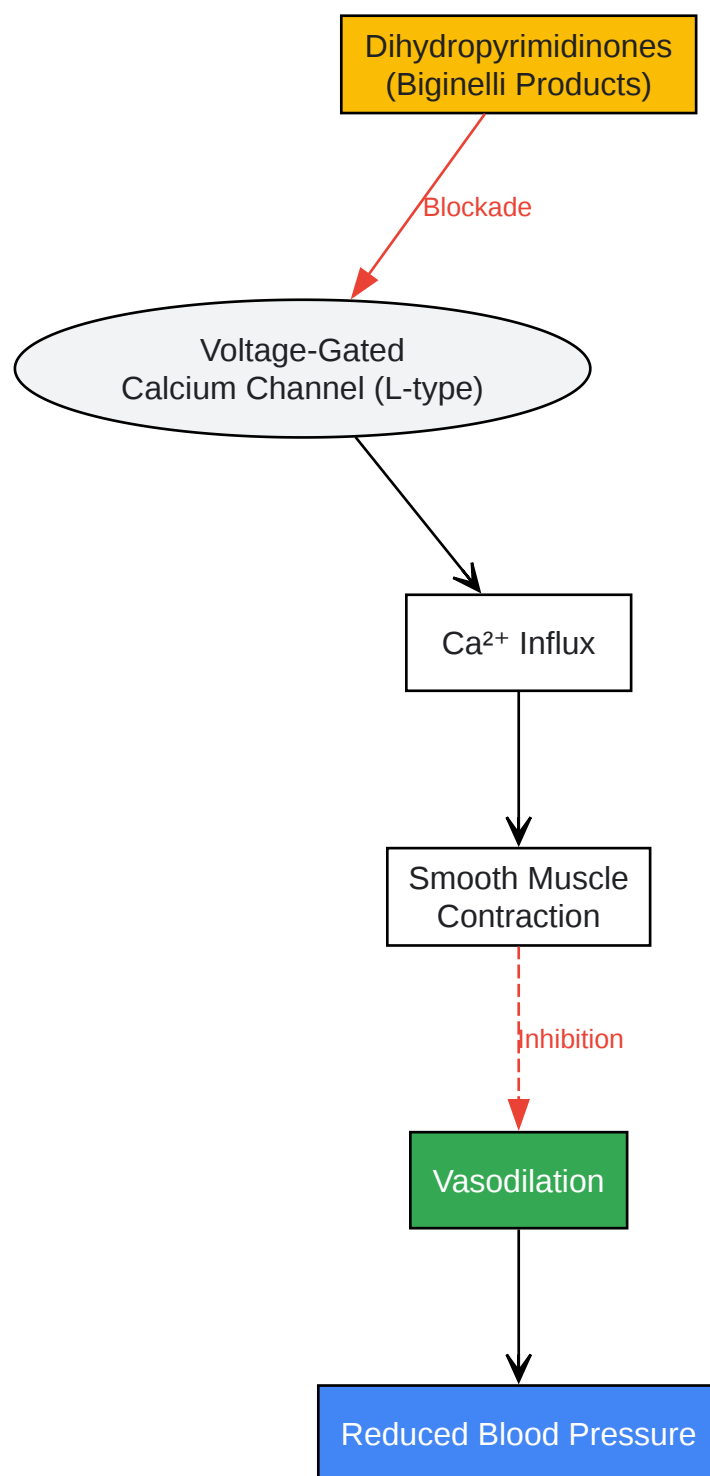 Dihydropyrimidinones
(Biginelli Products)
Blockade
Voltage-Gated
Calcium Channel (L-type)
Ca²⁺ Influx
Smooth Muscle
Contraction
Inhibition
Vasodilation
Reduced Blood Pressure